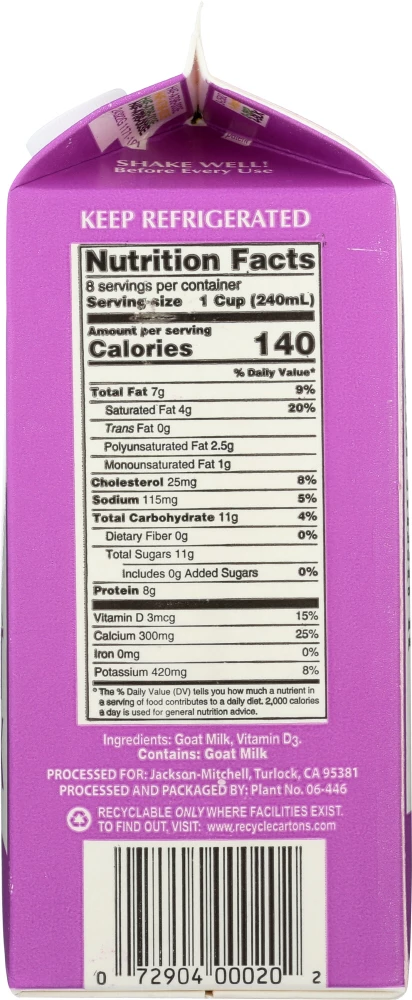 SHAKE WELL!
Before Every Use
KEEP REFRIGERATED
Nutrition Facts
8 servings per container
Serving size 1 Cup (240mL)
Amount per serving
Calories 140
% Daily Value*
Total Fat 7g 9%
Saturated Fat 4g 20%
Trans Fat 0g
Polyunsaturated Fat 2.5g
Monounsaturated Fat 1g
Cholesterol 25mg 8%
Sodium 115mg 5%
Total Carbohydrate 11g 4%
Dietary Fiber 0g 0%
Total Sugars 11g
Includes 0g Added Sugars 0%
Protein 8g
Vitamin D 3mcg 15%
Calcium 300mg 25%
Iron 0mg 0%
Potassium 420mg 8%
* The % Daily Value (DV) tells you how much a nutrient in
a serving of food contributes to a daily diet. 2,000 calories
a day is used for general nutrition advice.
Ingredients: Goat Milk, Vitamin D3.
Contains: Goat Milk
PROCESSED FOR: Jackson-Mitchell, Turlock, CA 95381
PROCESSED AND PACKAGED BY: Plant No. 06-446
RECYCLABLE ONLY WHERE FACILITIES EXIST.
TO FIND OUT, VISIT: www.recyclecartons.com
0 72904 00020 2